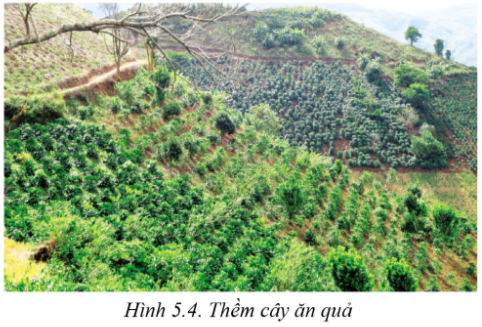 Hình 5.4. Thềm cây ăn quả